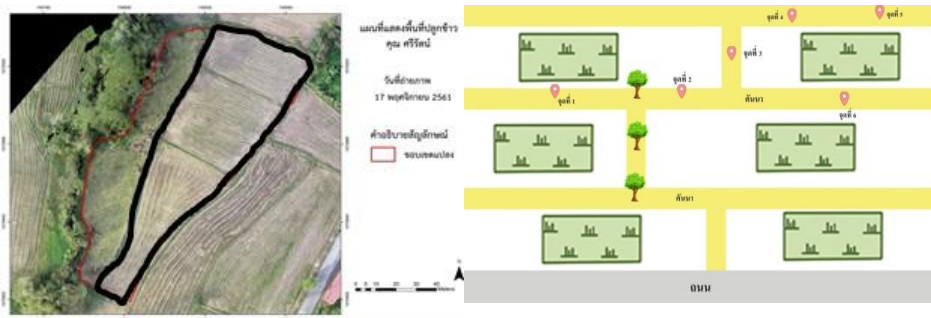 แผนที่แสดงพื้นที่ปลูกข้าว
คุณ ศรีรัตน์
วันที่ถ่ายภาพ
17 พฤศจิกายน 2561
คำอธิบายสัญลักษณ์
ขอบเขตแปลง
จุดที่ 4
จุดที่ 5
จุดที่ 3
จุดที่ 2
จุดที่ 1
คันนา
จุดที่ 6
คันนา
ถนน